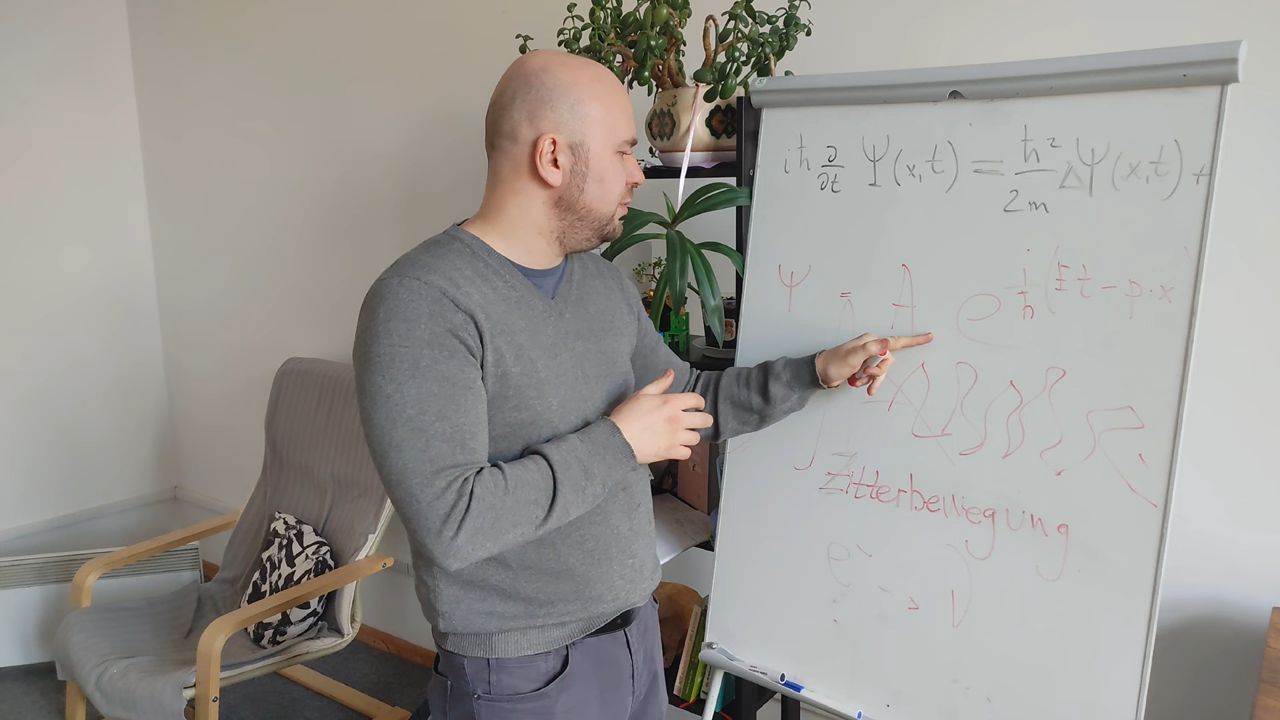 iħ ∂/∂t Ψ(x,t) = ħ²/2m ΔΨ(x,t) +
Ψ = A e^{i/ħ (Et - p·x
Zitterbewegung